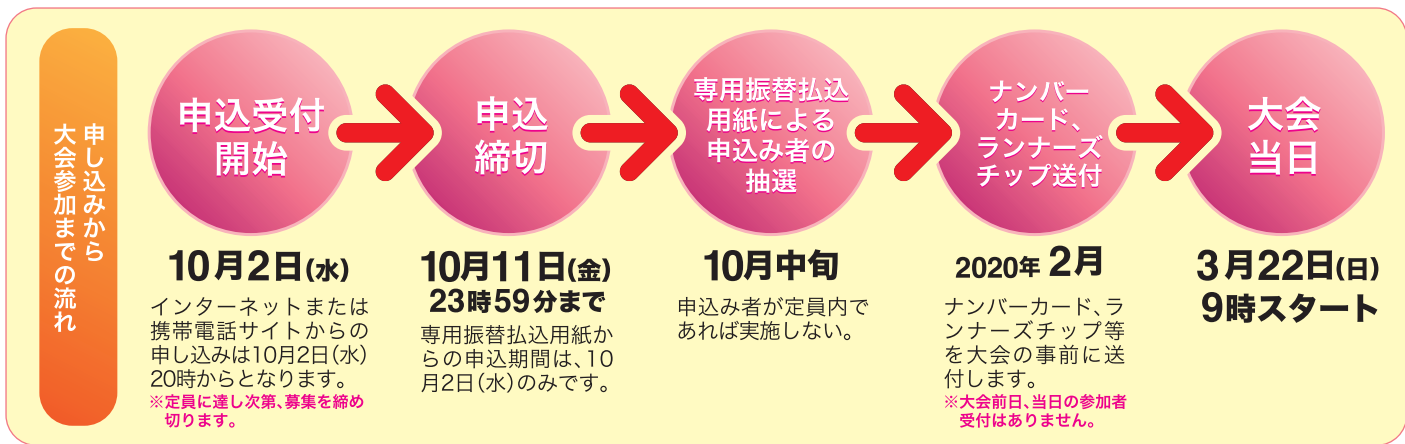 申し込みから
大会参加までの流れ
申込受付
開始
10月2日(水)
インターネットまたは
携帯電話サイトからの
申し込みは10月2日(水)
20時からとなります。
※定員に達し次第、募集を締め
切ります。
申込
締切
10月11日(金)
23時59分まで
専用振替払込用紙か
らの申込期間は、10
月2日(水)のみです。
専用振替払込
用紙による
申込み者の
抽選
10月中旬
申込み者が定員内で
あれば実施しない。
ナンバー
カード、
ランナーズ
チップ送付
2020年 2月
ナンバーカード、ラ
ンナーズチップ等
を大会の事前に送
付します。
※大会前日、当日の参加者
受付はありません。
大会
当日
3月22日(日)
9時スタート